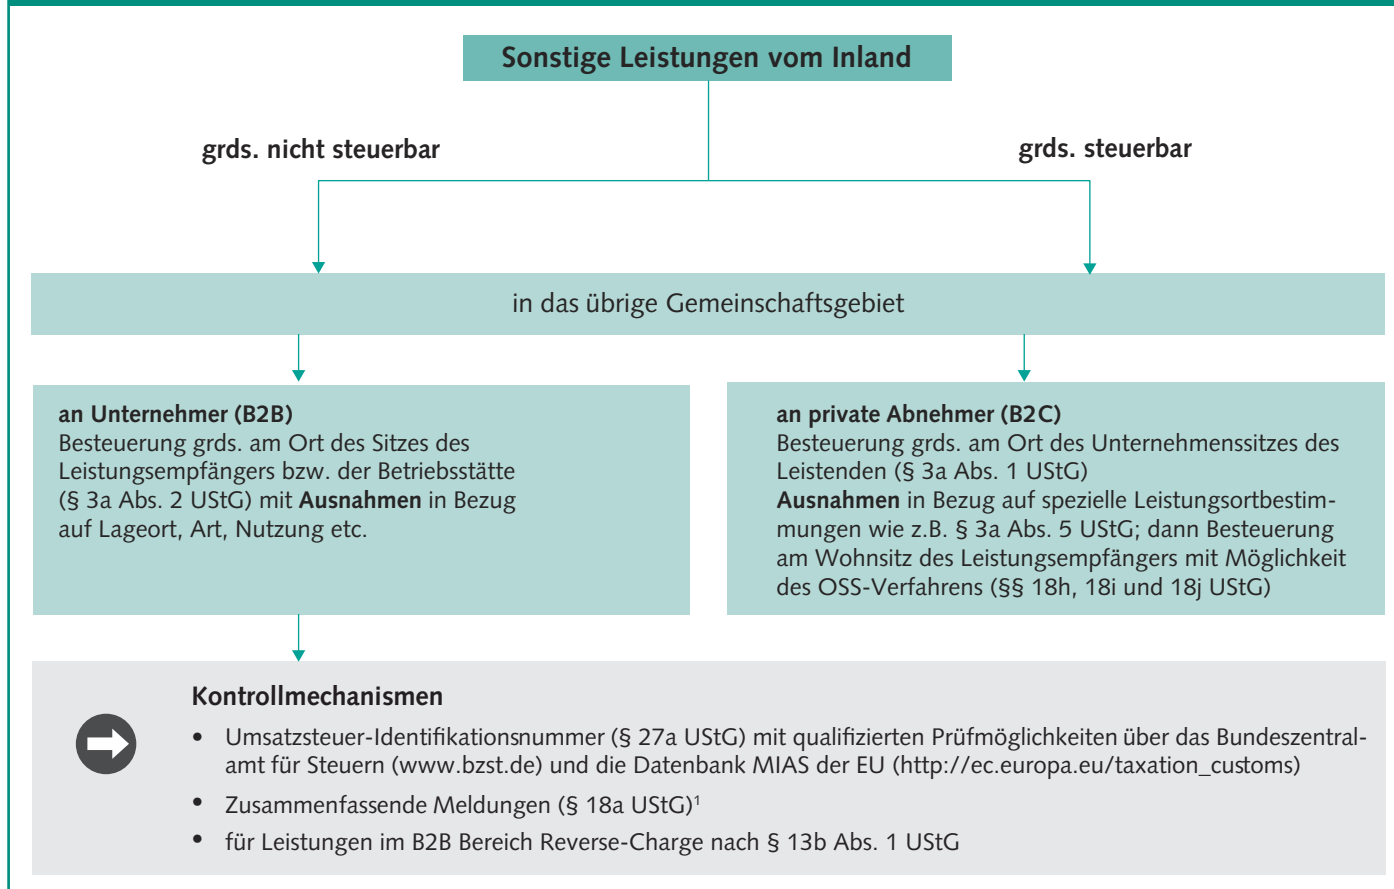 Sonstige Leistungen vom Inland
grds. nicht steuerbar
grds. steuerbar
in das übrige Gemeinschaftsgebiet
an Unternehmer (B2B)
Besteuerung grds. am Ort des Sitzes des
Leistungsempfängers bzw. der Betriebsstätte
(§ 3a Abs. 2 UStG) mit Ausnahmen in Bezug
auf Lageort, Art, Nutzung etc.
an private Abnehmer (B2C)
Besteuerung grds. am Ort des Unternehmenssitzes des
Leistenden (§ 3a Abs. 1 UStG)
Ausnahmen in Bezug auf spezielle Leistungsortbestim-
mungen wie z.B. § 3a Abs. 5 UStG; dann Besteuerung
am Wohnsitz des Leistungsempfängers mit Möglichkeit
des OSS-Verfahrens (§§ 18h, 18i und 18j UStG)
Kontrollmechanismen
• Umsatzsteuer-Identifikationsnummer (§ 27a UStG) mit qualifizierten Prüfmöglichkeiten über das Bundeszentral-
amt für Steuern (www.bzst.de) und die Datenbank MIAS der EU (http://ec.europa.eu/taxation_customs)
• Zusammenfassende Meldungen (§ 18a UStG)¹
• für Leistungen im B2B Bereich Reverse-Charge nach § 13b Abs. 1 UStG